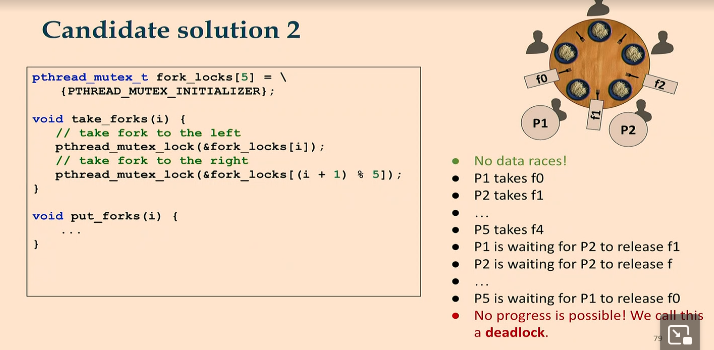 Candidate solution 2
pthread_mutex_t fork_locks[5] = \
{PTHREAD_MUTEX_INITIALIZER};
void take_forks(i) {
// take fork to the left
pthread_mutex_lock(&fork_locks[i]);
// take fork to the right
pthread_mutex_lock(&fork_locks[(i + 1) % 5]);
}
void put_forks(i) {
...
}
f0
f1
f2
P1
P2
● No data races!
● P1 takes f0
● P2 takes f1
● ...
● P5 takes f4
● P1 is waiting for P2 to release f1
● P2 is waiting for P2 to release f
● ...
● P5 is waiting for P1 to release f0
● No progress is possible! We call this
a deadlock.
79